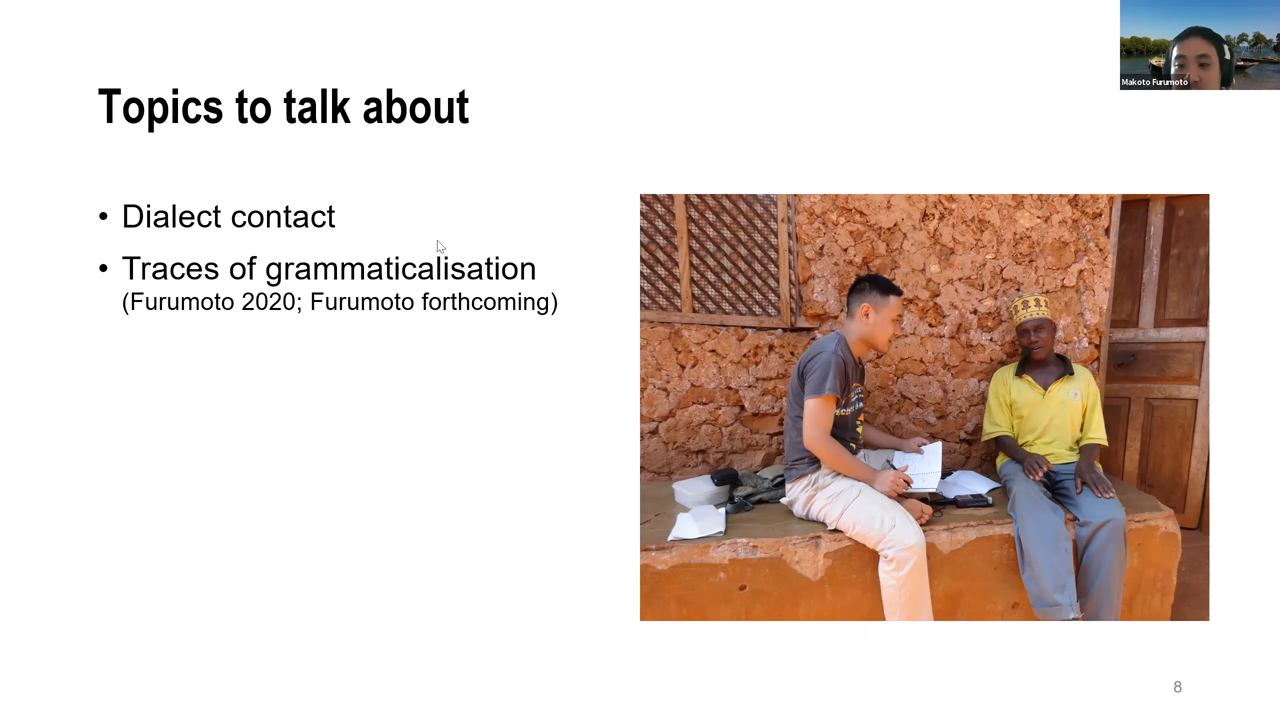 Makoto Furumoto
Topics to talk about
• Dialect contact
• Traces of grammaticalisation
(Furumoto 2020; Furumoto forthcoming)
8